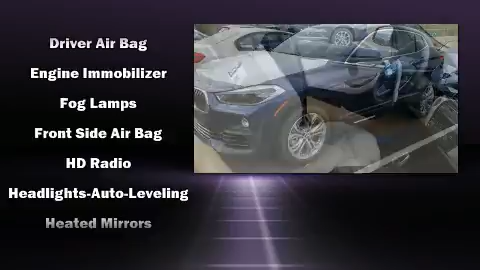 Driver Air Bag
Engine Immobilizer
Fog Lamps
Front Side Air Bag
HD Radio
Headlights-Auto-Leveling
Heated Mirrors